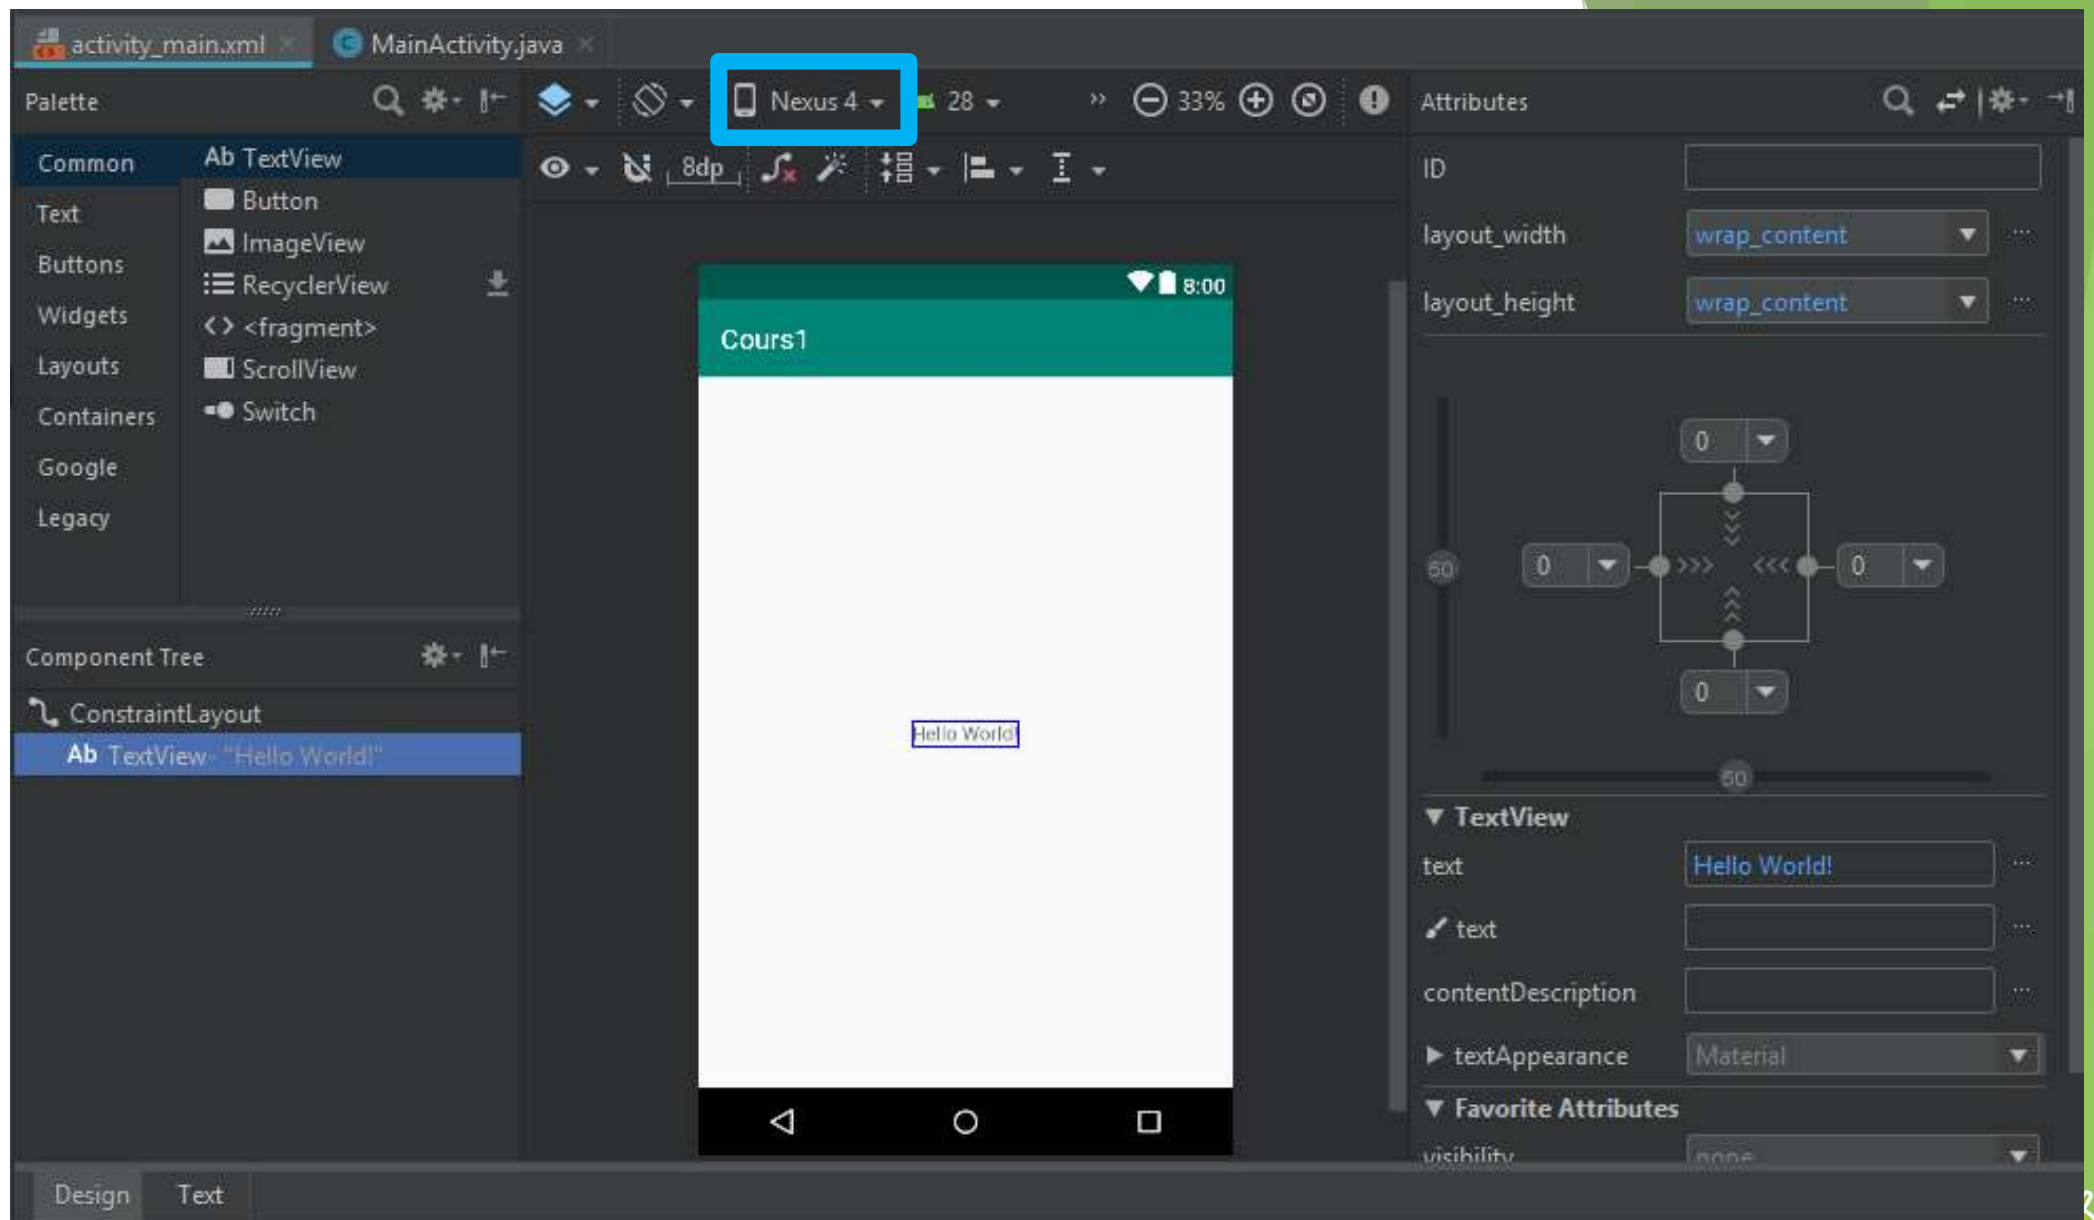 activity_main.xml
MainActivity.java
Palette
Nexus 4
28
33%
Attributes
Common
Text
Buttons
Widgets
Layouts
Containers
Google
Legacy
Ab TextView
Button
ImageView
RecyclerView
<fragment>
ScrollView
Switch
8dp
Component Tree
ConstraintLayout
Ab TextView- "Hello World!"
8:00
Cours1
Hello World!
ID
layout_width wrap_content
layout_height wrap_content
0
0
0
0
50
50
TextView
text Hello World!
text
contentDescription
textAppearance Material
Favorite Attributes
visibility none
Design Text